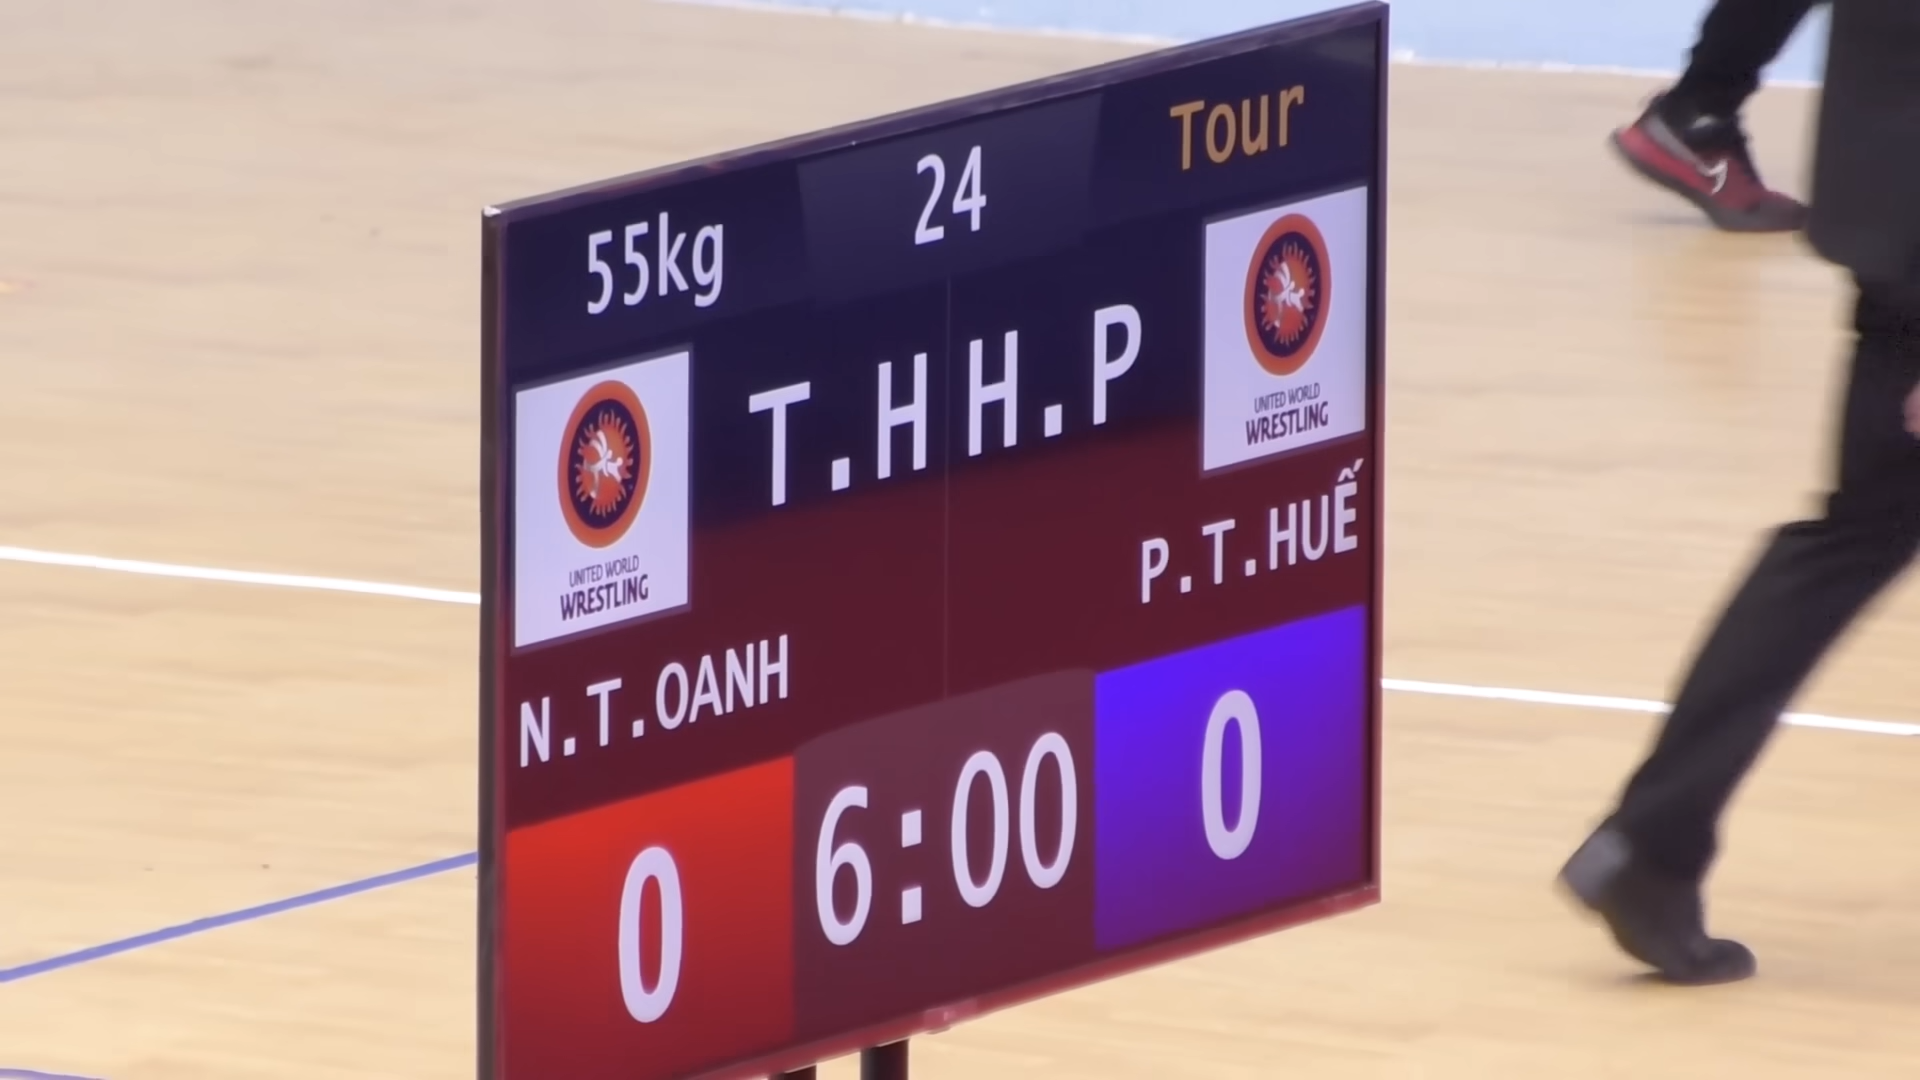 55kg 24 Tour
T.H H.P
UNITED WORLD
WRESTLING
UNITED WORLD
WRESTLING
N.T.OANH
P.T.HUẾ
0 6:00 0